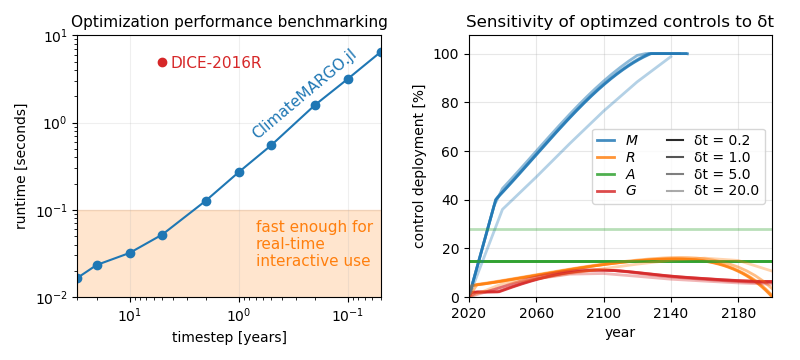 Optimization performance benchmarking
10¹
10⁰
10⁻¹
10⁻²
runtime [seconds]
DICE-2016R
ClimateMARGO.jl
fast enough for
real-time
interactive use
10¹
10⁰
10⁻¹
timestep [years]
Sensitivity of optimzed controls to δt
100
80
60
40
20
0
control deployment [%]
M
R
A
G
δt = 0.2
δt = 1.0
δt = 5.0
δt = 20.0
2020
2060
2100
2140
2180
year